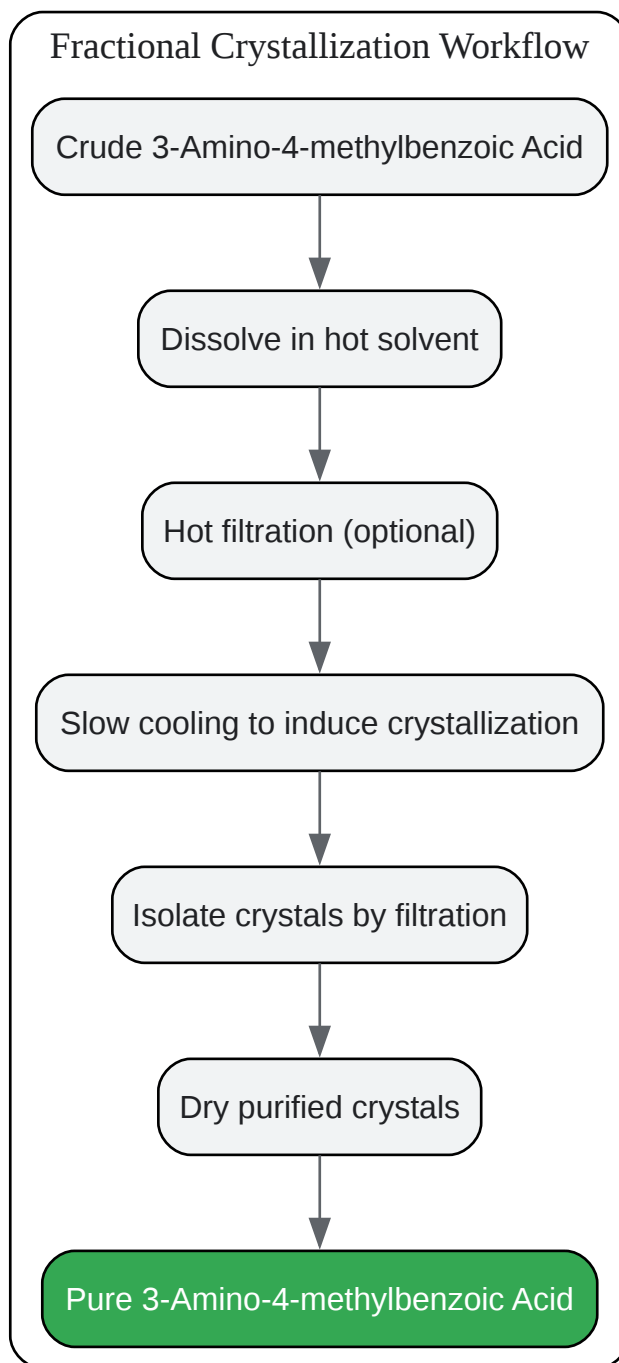 Fractional Crystallization Workflow
Crude 3-Amino-4-methylbenzoic Acid
Dissolve in hot solvent
Hot filtration (optional)
Slow cooling to induce crystallization
Isolate crystals by filtration
Dry purified crystals
Pure 3-Amino-4-methylbenzoic Acid